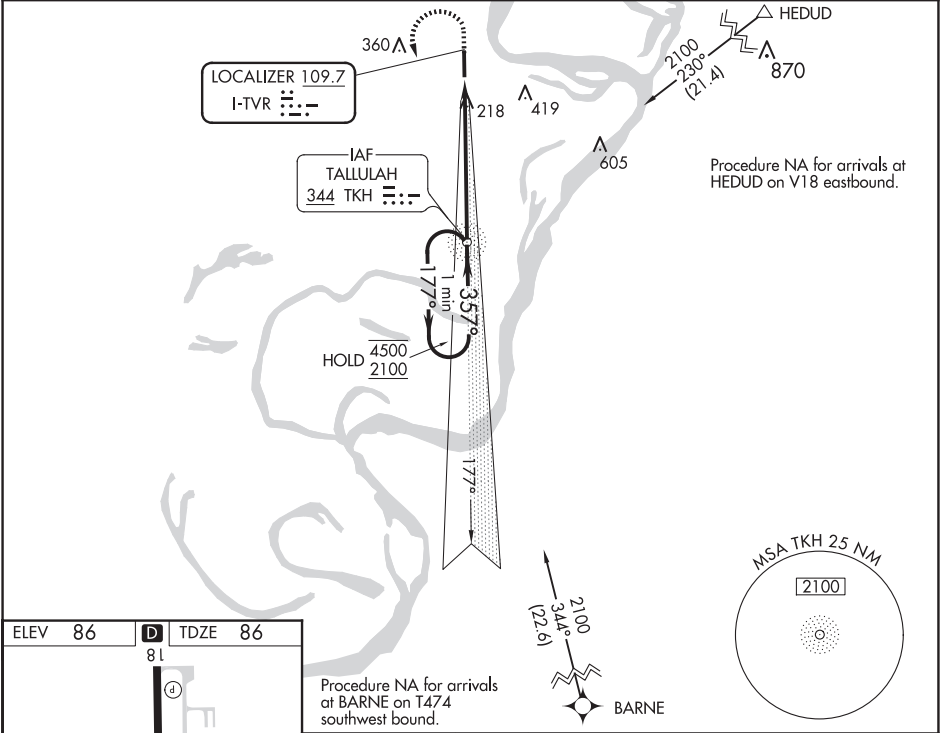 HEDUD
360
2100
230°
(21.4)
870
LOCALIZER 109.7
I-TVR
218
419
605
IAF
TALLULAH
344 TKH
Procedure NA for arrivals at
HEDUD on V18 eastbound.
177°
1 min
357°
HOLD
4500
2100
177°
MSA TKH 25 NM
2100
2100
344°
(22.6)
BARNE
Procedure NA for arrivals
at BARNE on T474
southwest bound.
ELEV 86
D
TDZE 86
18
P